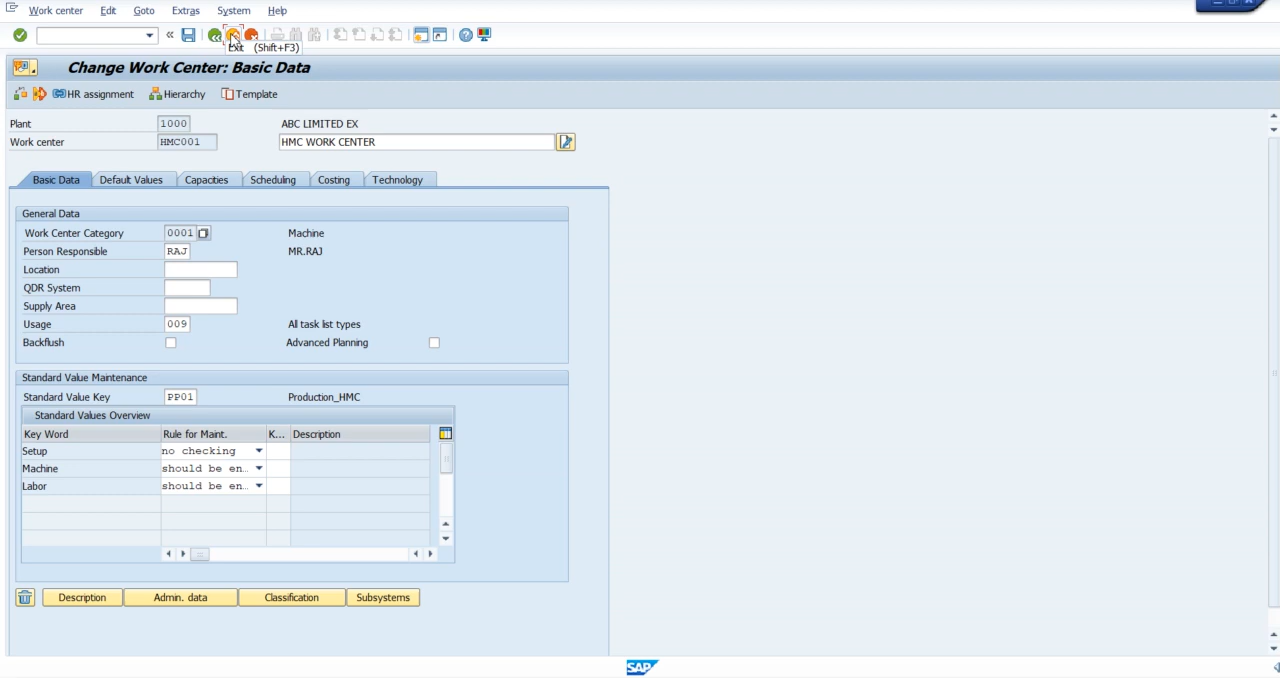 Work center Edit Goto Extras System Help
«
Exit (Shift+F3)
Change Work Center: Basic Data
HR assignment Hierarchy Template
Plant 1000 ABC LIMITED EX
Work center HMC001 HMC WORK CENTER
Basic Data Default Values Capacities Scheduling Costing Technology
General Data
Work Center Category 0001 Machine
Person Responsible RAJ MR.RAJ
Location
QDR System
Supply Area
Usage 009 All task list types
Backflush Advanced Planning
Standard Value Maintenance
Standard Value Key PP01 Production_HMC
Standard Values Overview
Key Word Rule for Maint. K... Description
Setup no checking
Machine should be en...
Labor should be en...
Description Admin. data Classification Subsystems
SAP